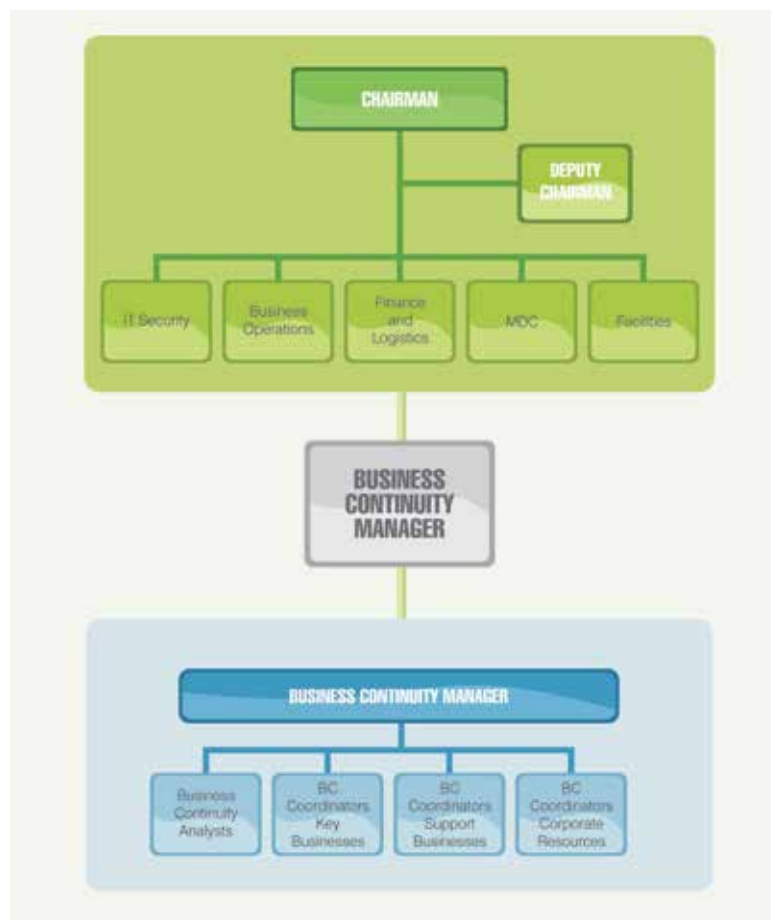 CHAIRMAN
DEPUTY
CHAIRMAN
IT Security
Business
Operations
Finance
and
Logistics
MDC
Facilities
BUSINESS
CONTINUITY
MANAGER
BUSINESS CONTINUITY MANAGER
Business
Continuity
Analysts
BC
Coordinators
Key
Businesses
BC
Coordinators
Support
Businesses
BC
Coordinators
Corporate
Resources